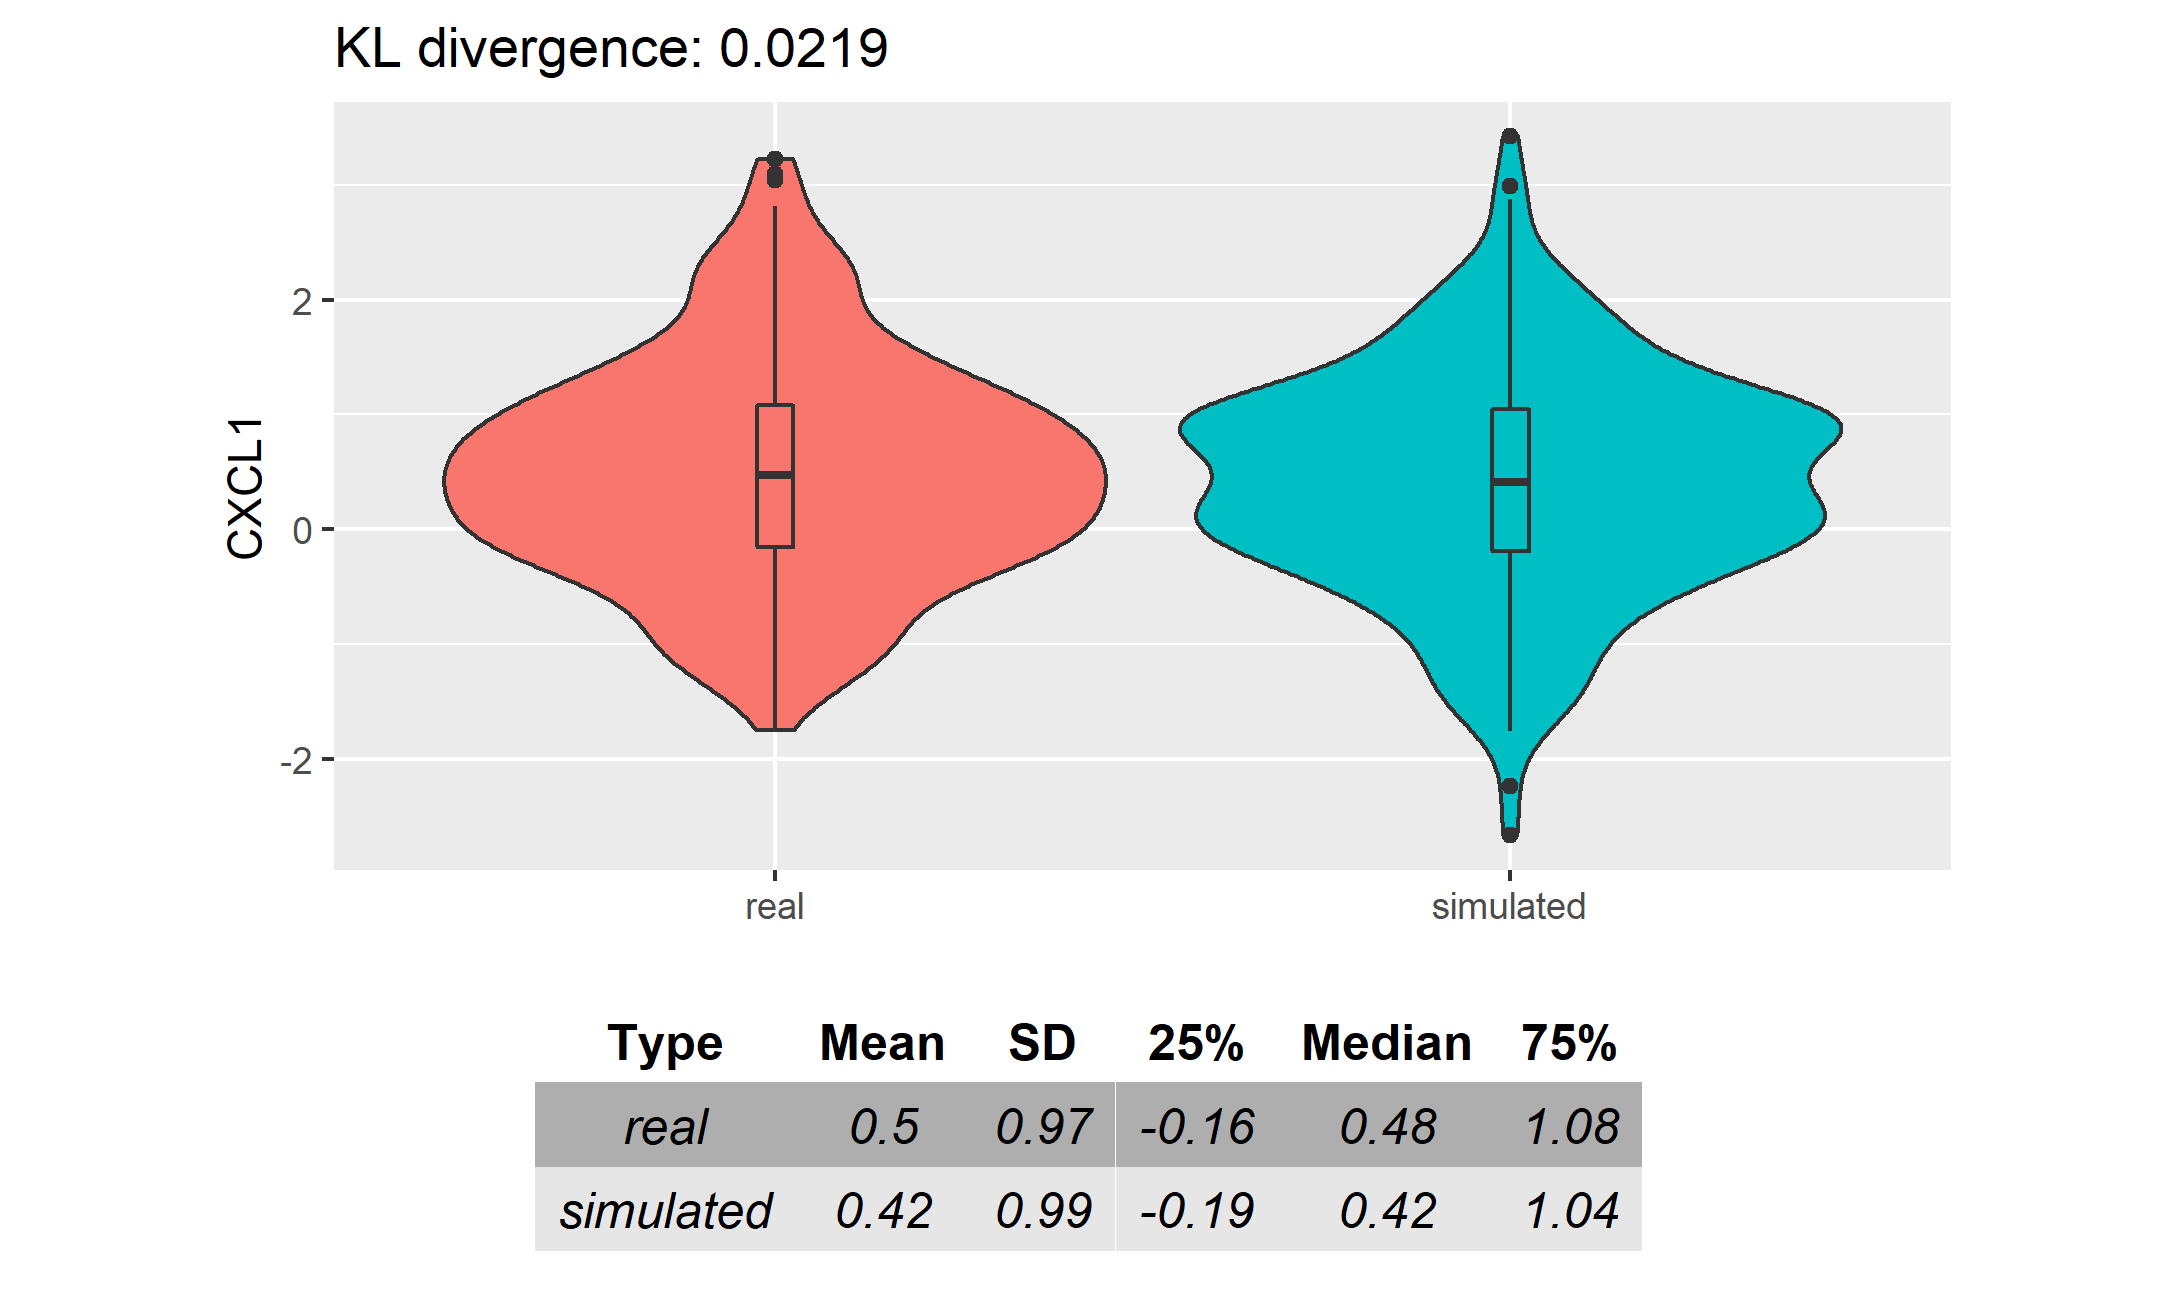 KL divergence: 0.0219
CXCL1
2
0
-2
real simulated
Type Mean SD 25% Median 75%
real 0.5 0.97 -0.16 0.48 1.08
simulated 0.42 0.99 -0.19 0.42 1.04